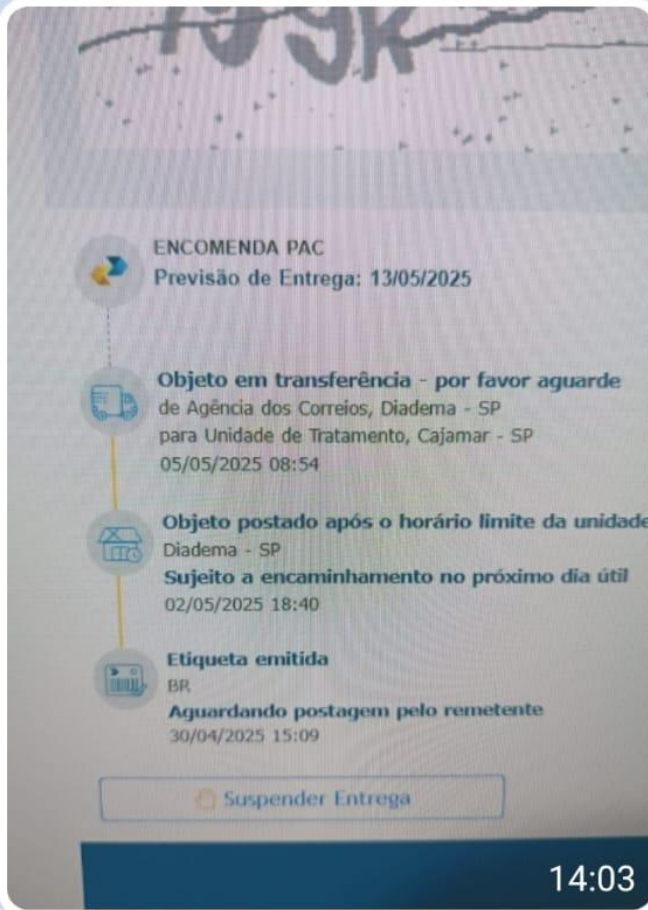 ENCOMENDA PAC
Previsão de Entrega: 13/05/2025
Objeto em transferência - por favor aguarde
de Agência dos Correios, Diadema - SP
para Unidade de Tratamento, Cajamar - SP
05/05/2025 08:54
Objeto postado após o horário limite da unidade
Diadema - SP
Sujeito a encaminhamento no próximo dia útil
02/05/2025 18:40
Etiqueta emitida
BR
Aguardando postagem pelo remetente
30/04/2025 15:09
Suspender Entrega
14:03